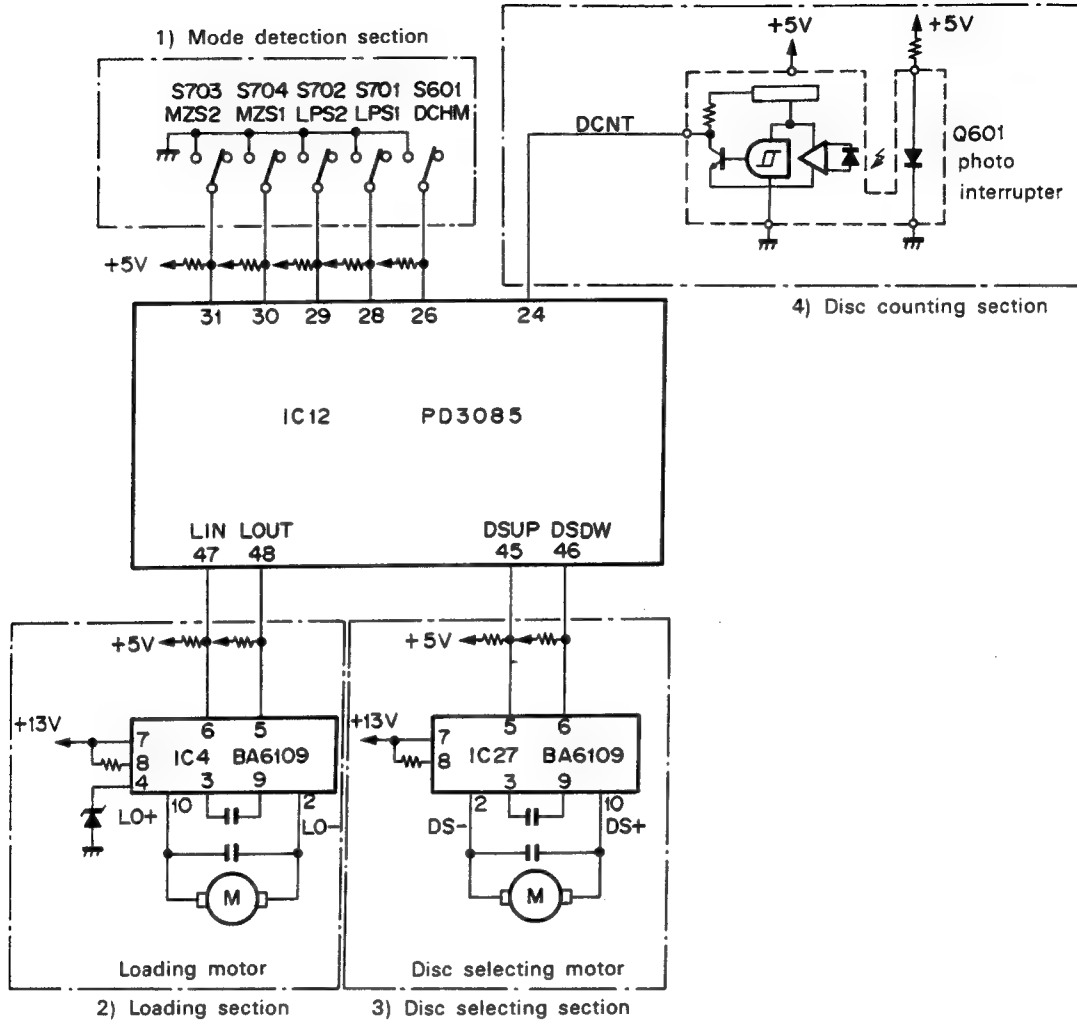 1) Mode detection section
S703 S704 S702 S701 S601
MZS2 MZS1 LPS2 LPS1 DCHM
+5V
31 30 29 28 26 24
DCNT
+5V
+5V
Q601
photo
interrupter
4) Disc counting section
IC12 PD3085
LIN LOUT
47 48
DSUP DSDW
45 46
+5V
+13V
6 5
7
8
4
IC4 BA6109
3 9
10
2
LO+
LO-
M
Loading motor
2) Loading section
+5V
+13V
5 6
7
8
IC27 BA6109
3 9
2
10
DS-
DS+
M
Disc selecting motor
3) Disc selecting section